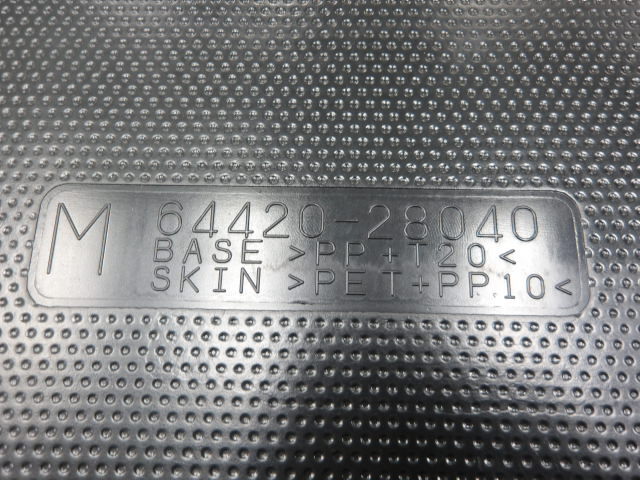 M 64420-28040
BASE >PP+T20<
SKIN >PET+PP10<